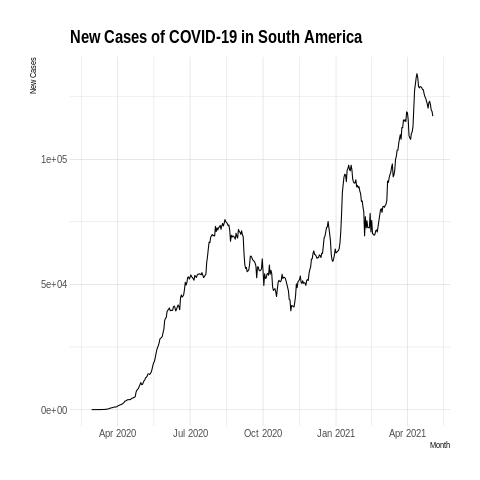 New Cases of COVID-19 in South America
New Cases
1e+05
5e+04
0e+00
Apr 2020 Jul 2020 Oct 2020 Jan 2021 Apr 2021
Month